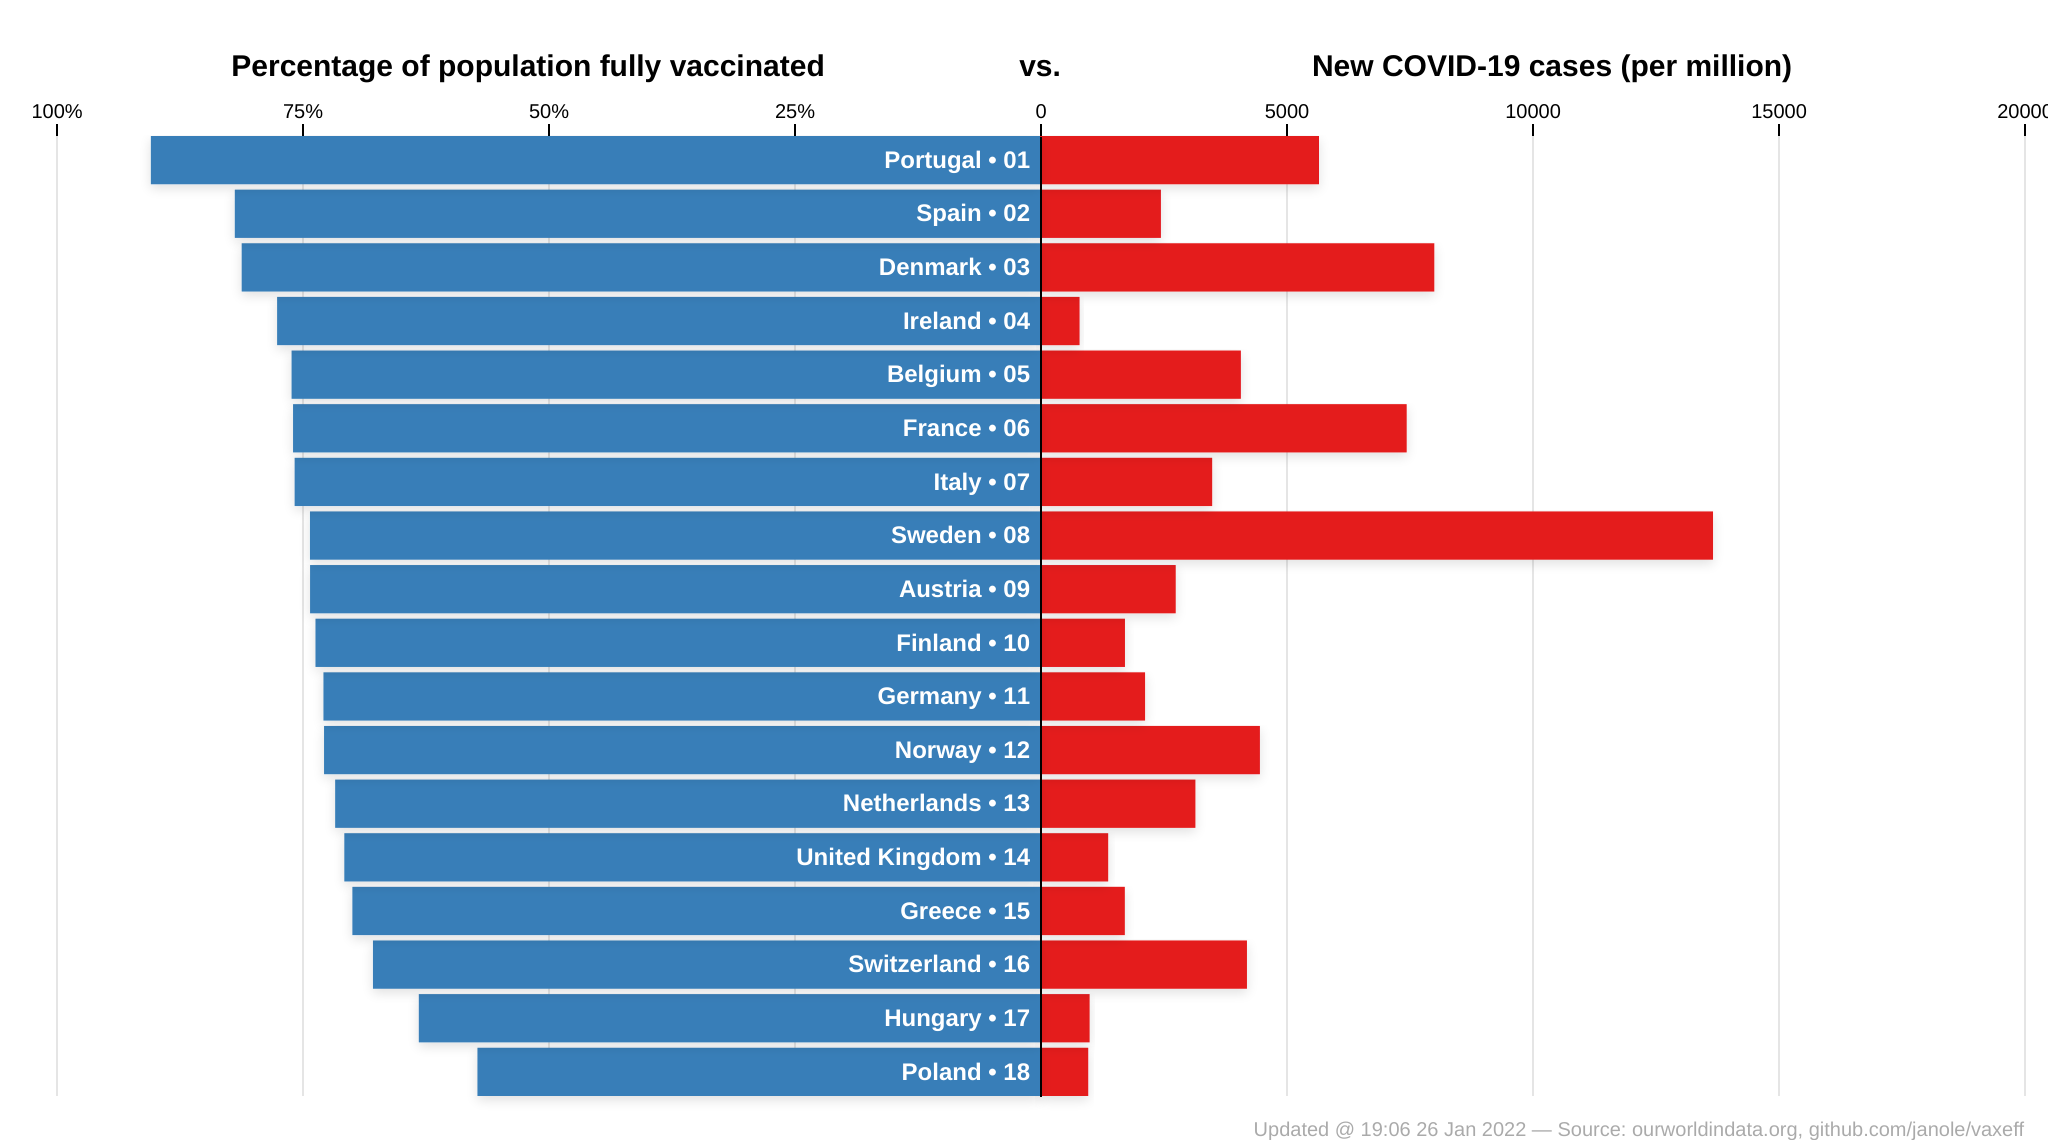 Percentage of population fully vaccinated vs. New COVID-19 cases (per million)
100% 75% 50% 25% 0 5000 10000 15000 20000
Portugal • 01
Spain • 02
Denmark • 03
Ireland • 04
Belgium • 05
France • 06
Italy • 07
Sweden • 08
Austria • 09
Finland • 10
Germany • 11
Norway • 12
Netherlands • 13
United Kingdom • 14
Greece • 15
Switzerland • 16
Hungary • 17
Poland • 18
Updated @ 19:06 26 Jan 2022 — Source: ourworldindata.org, github.com/janole/vaxeff